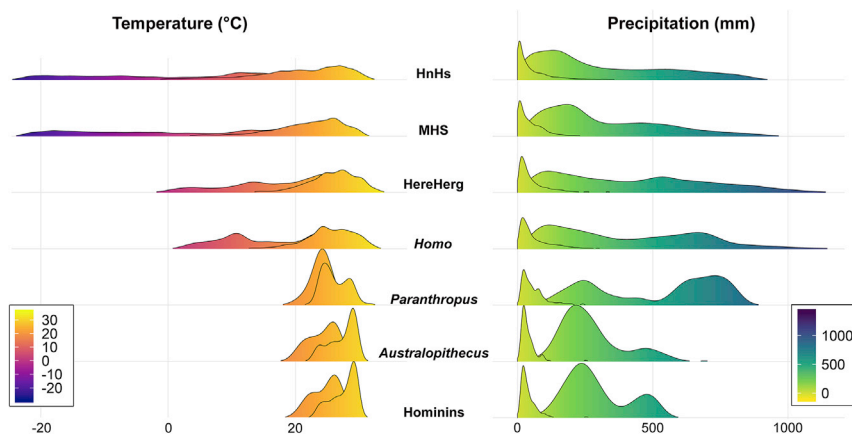 Temperature (°C) Precipitation (mm)
HnHs
MHS
HereHerg
Homo
Paranthropus
Australopithecus
Hominins
30
20
10
0
-10
-20
1000
500
0
-20 0 20 0 500 1000